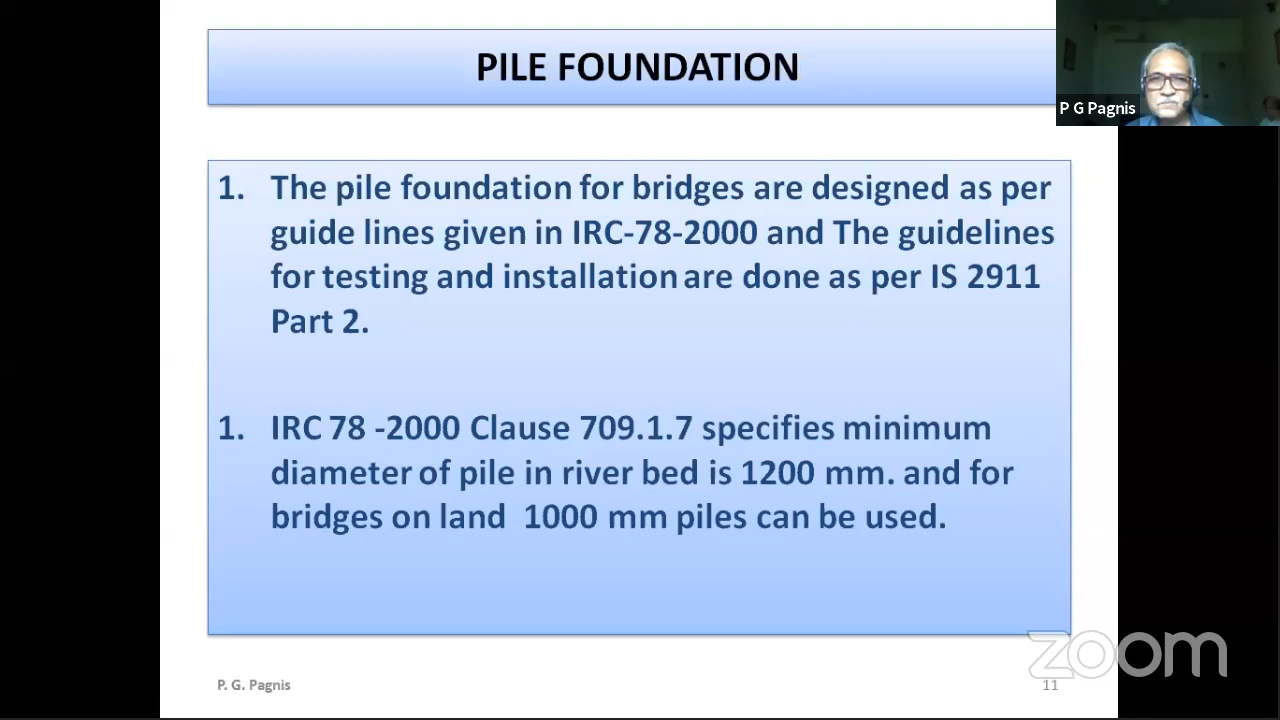 PILE FOUNDATION
P G Pagnis
1. The pile foundation for bridges are designed as per
guide lines given in IRC-78-2000 and The guidelines
for testing and installation are done as per IS 2911
Part 2.
1. IRC 78 -2000 Clause 709.1.7 specifies minimum
diameter of pile in river bed is 1200 mm. and for
bridges on land 1000 mm piles can be used.
zoom
P. G. Pagnis
11